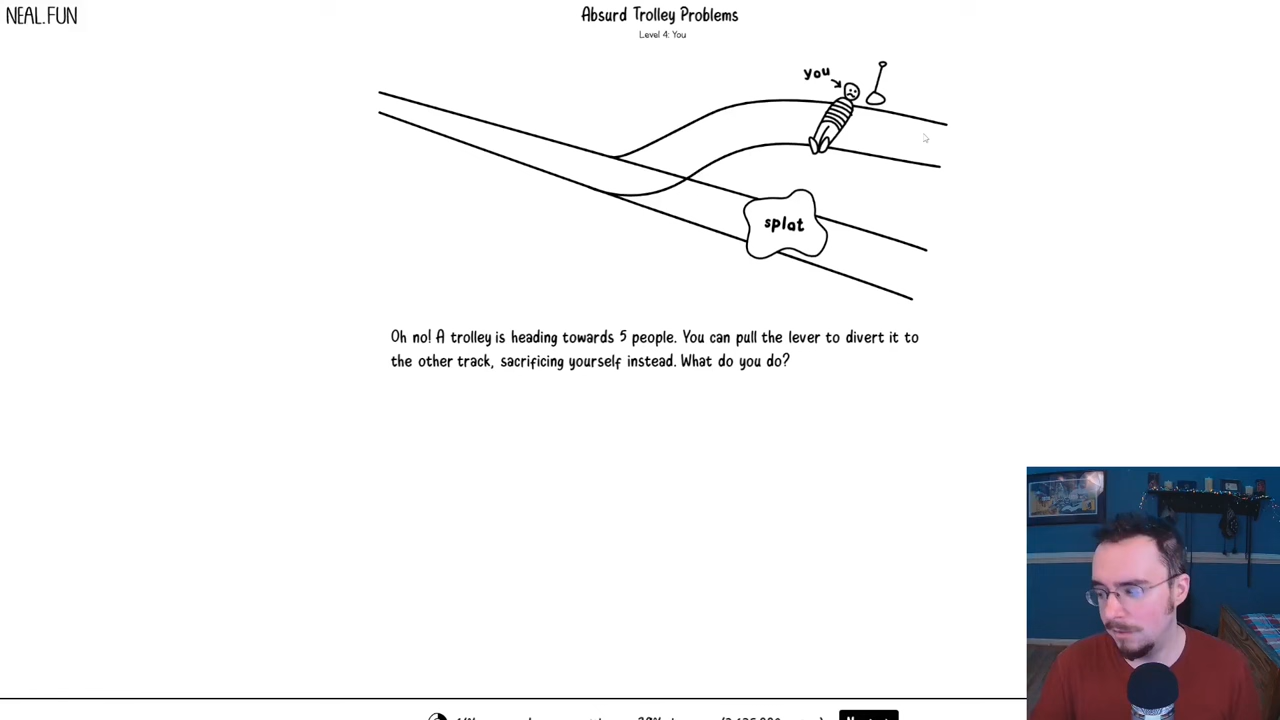 NEAL.FUN
Absurd Trolley Problems
Level 4: You
you
splat
Oh no! A trolley is heading towards 5 people. You can pull the lever to divert it to
the other track, sacrificing yourself instead. What do you do?